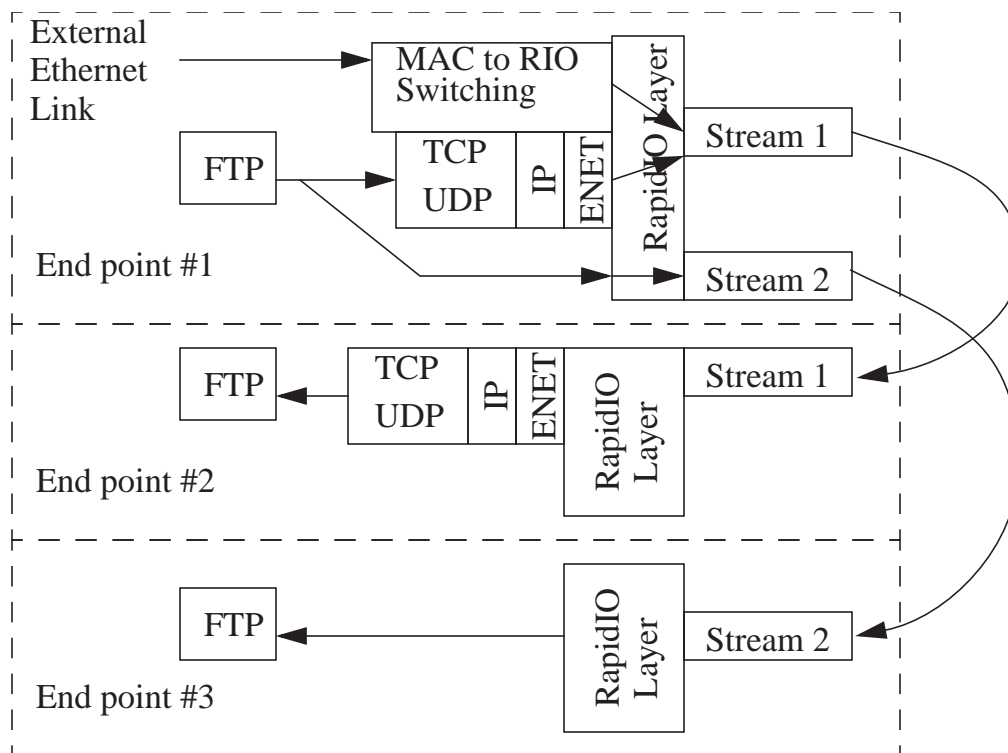 External
Ethernet
Link
MAC to RIO
Switching
RapidIO Layer
Stream 1
FTP
TCP
UDP
IP
ENET
End point #1
Stream 2
FTP
TCP
UDP
IP
ENET
RapidIO
Layer
Stream 1
End point #2
FTP
RapidIO
Layer
Stream 2
End point #3